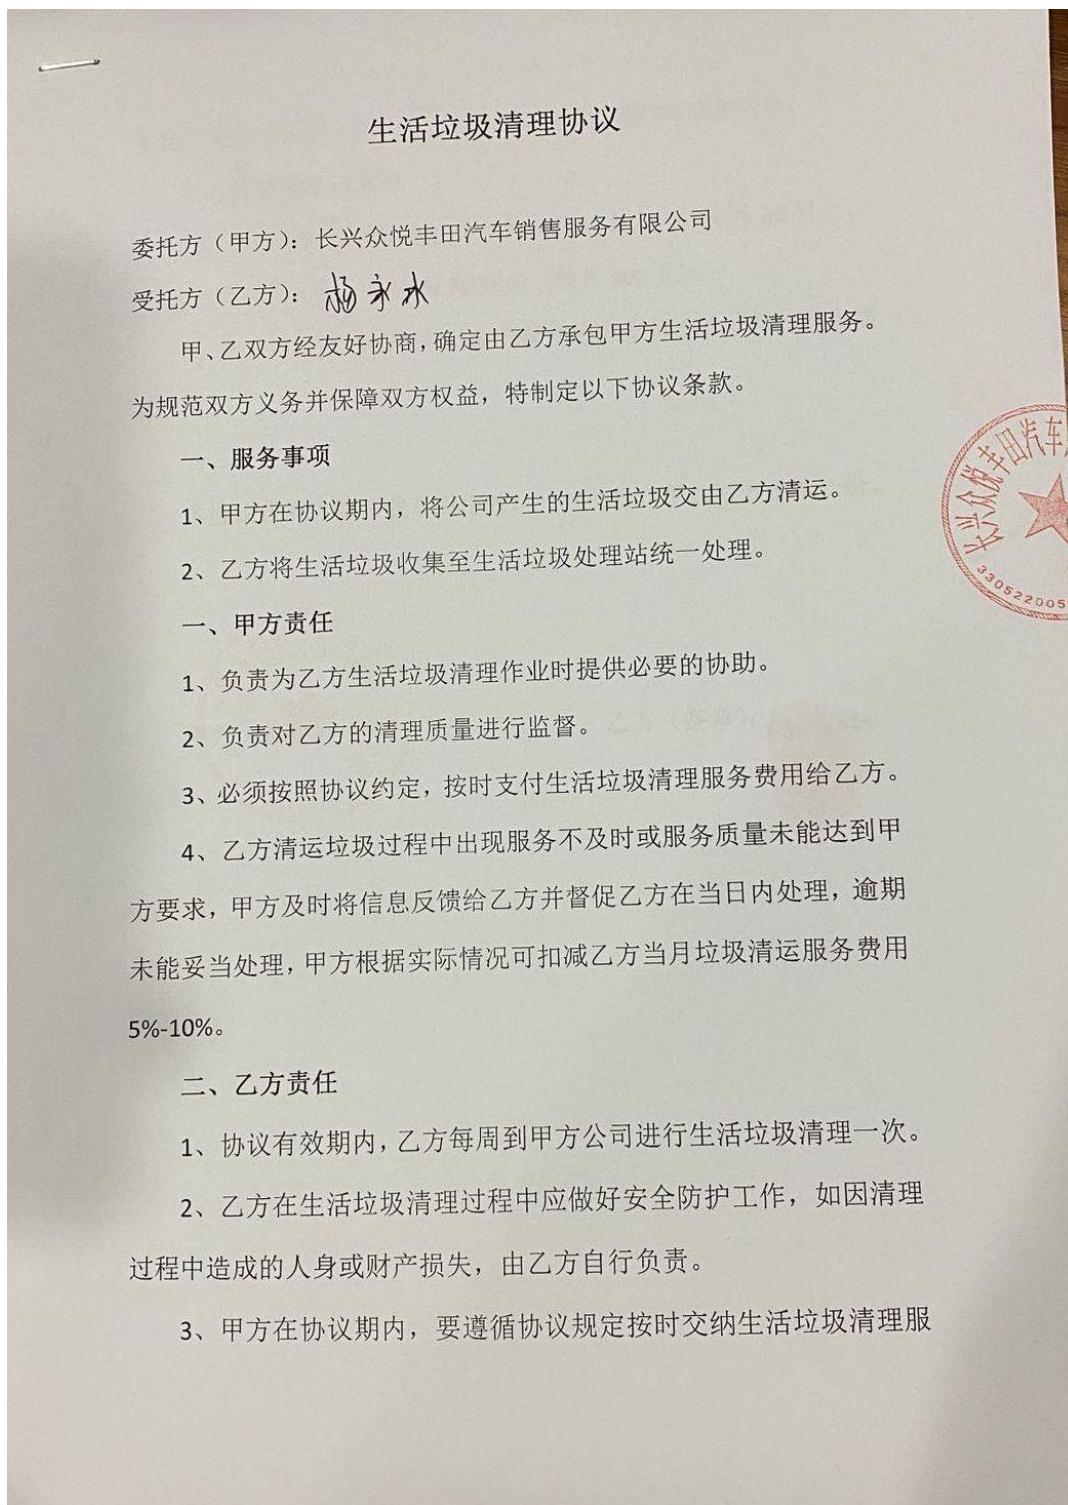 生活垃圾清理协议
委托方（甲方）：长兴众悦丰田汽车销售服务有限公司
受托方（乙方）：杨永水
甲、乙双方经友好协商，确定由乙方承包甲方生活垃圾清理服务。
为规范双方义务并保障双方权益，特制定以下协议条款。
一、服务事项
1、甲方在协议期内，将公司产生的生活垃圾交由乙方清运。
2、乙方将生活垃圾收集至生活垃圾处理站统一处理。
一、甲方责任
1、负责为乙方生活垃圾清理作业时提供必要的协助。
2、负责对乙方的清理质量进行监督。
3、必须按照协议约定，按时支付生活垃圾清理服务费用给乙方。
4、乙方清运垃圾过程中出现服务不及时或服务质量未能达到甲
方要求，甲方及时将信息反馈给乙方并督促乙方在当日内处理，逾期
未能妥当处理，甲方根据实际情况可扣减乙方当月垃圾清运服务费用
5%-10%。
二、乙方责任
1、协议有效期内，乙方每周到甲方公司进行生活垃圾清理一次。
2、乙方在生活垃圾清理过程中应做好安全防护工作，如因清理
过程中造成的人身或财产损失，由乙方自行负责。
3、甲方在协议期内，要遵循协议规定按时交纳生活垃圾清理服
长兴众悦丰田汽车
330522005